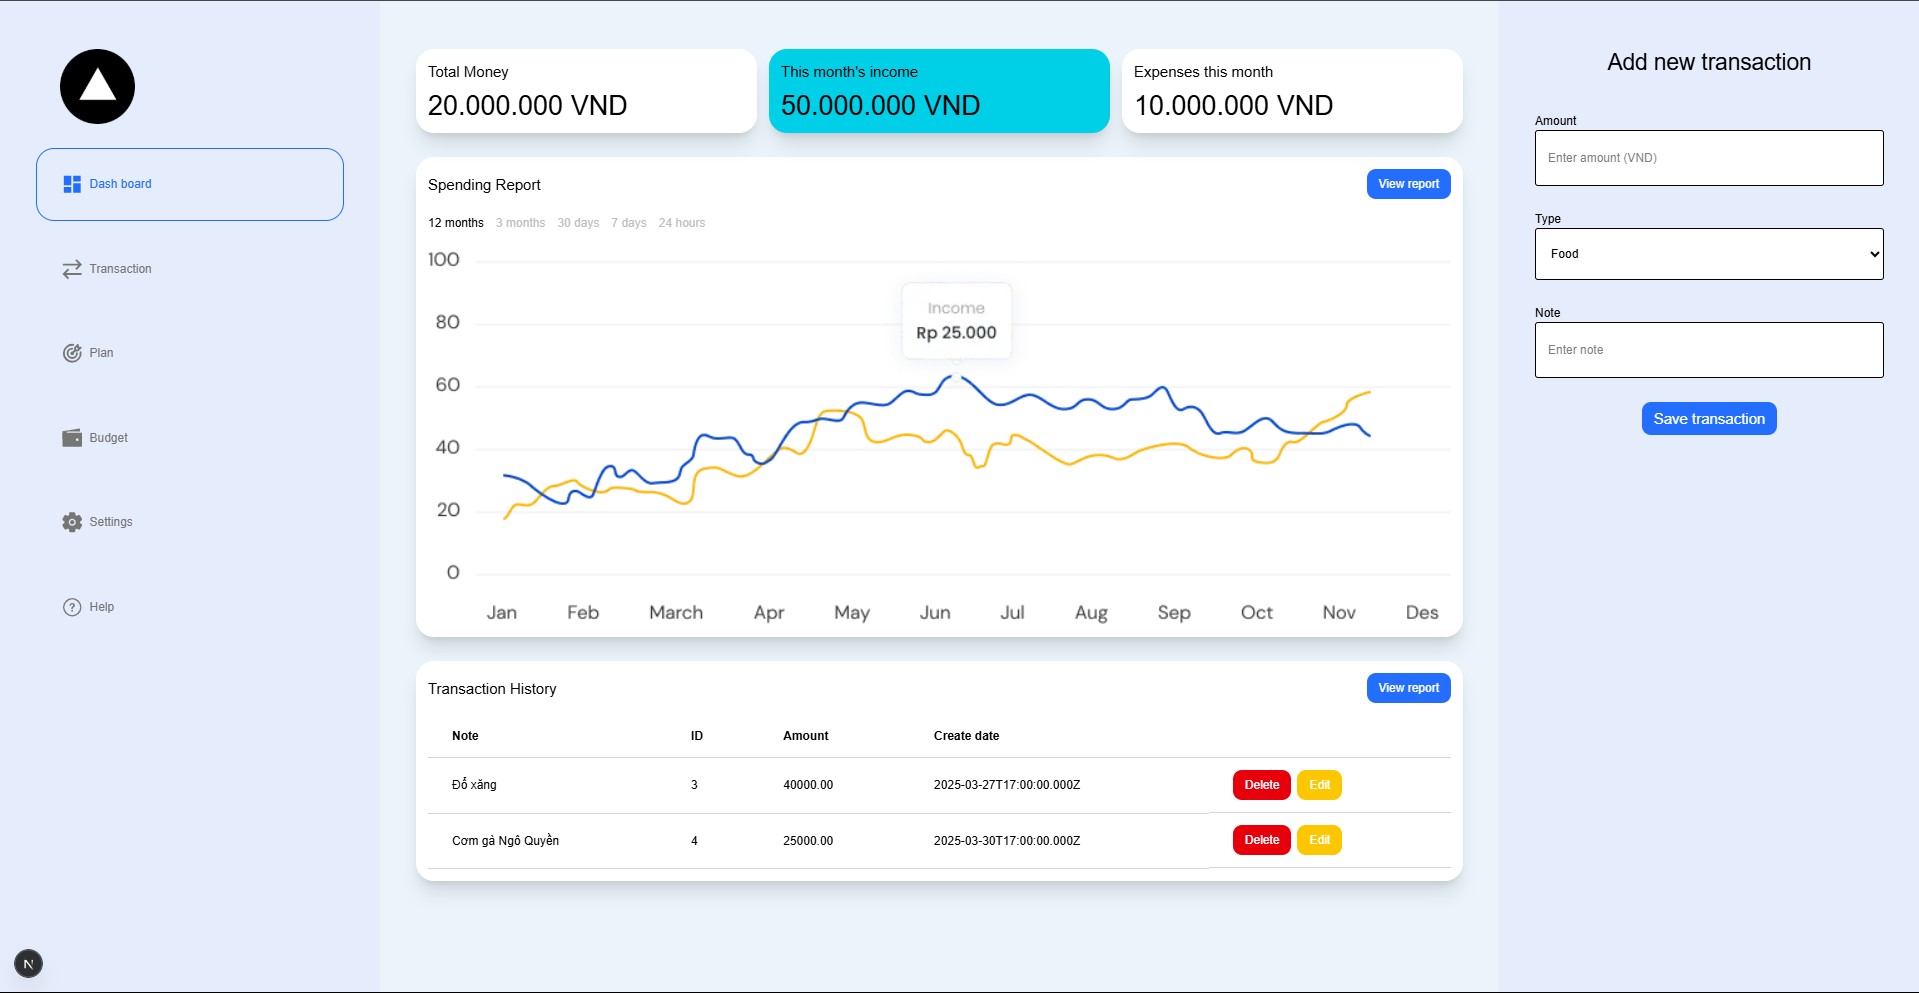 Dash board
Transaction
Plan
Budget
Settings
Help
N
Total Money
20.000.000 VND
This month's income
50.000.000 VND
Expenses this month
10.000.000 VND
Spending Report
View report
12 months 3 months 30 days 7 days 24 hours
100
80
60
40
20
0
Income
Rp 25.000
Jan Feb March Apr May Jun Jul Aug Sep Oct Nov Des
Transaction History
View report
Note ID Amount Create date
Đổ xăng 3 40000.00 2025-03-27T17:00:00.000Z Delete Edit
Cơm gà Ngô Quyền 4 25000.00 2025-03-30T17:00:00.000Z Delete Edit
Add new transaction
Amount
Enter amount (VND)
Type
Food
Note
Enter note
Save transaction